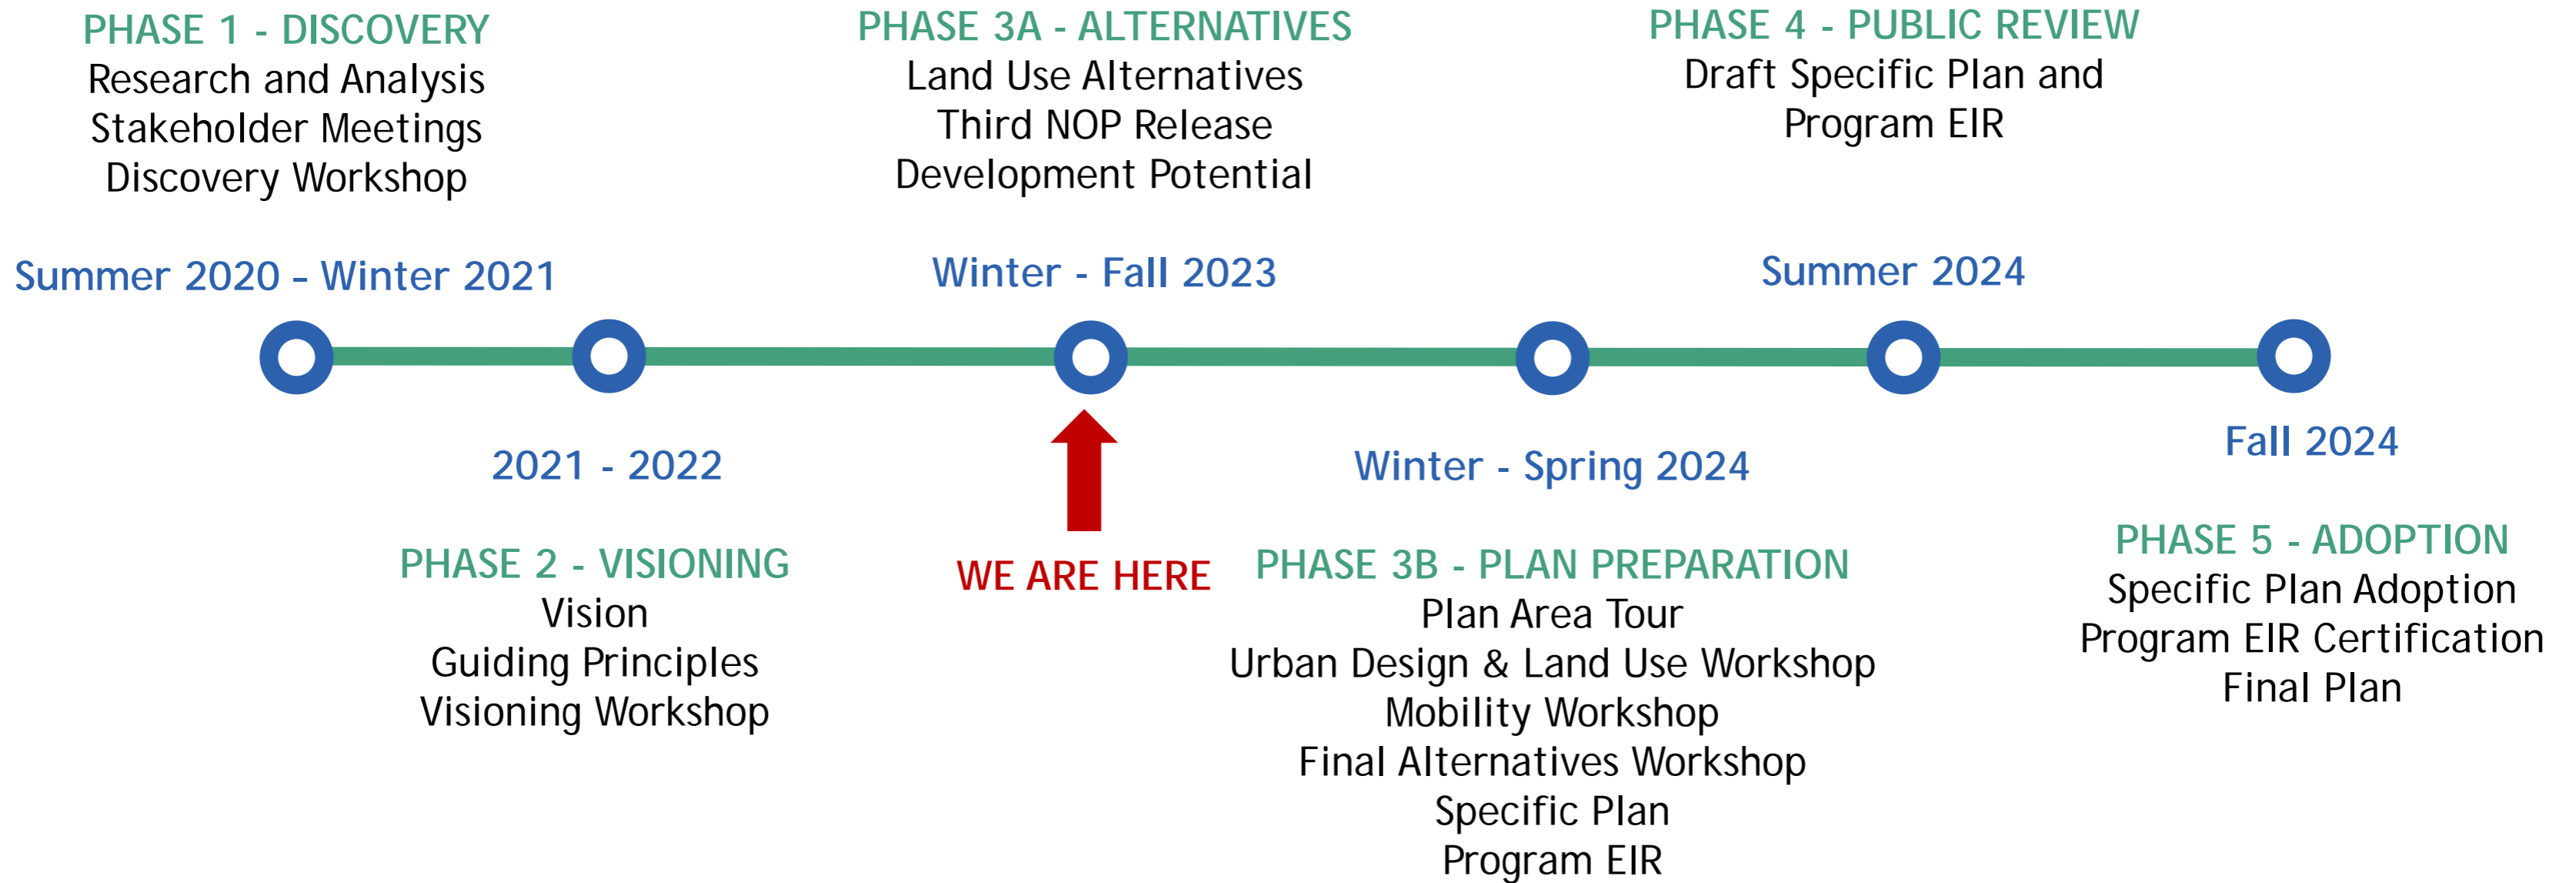 PHASE 1 - DISCOVERY
Research and Analysis
Stakeholder Meetings
Discovery Workshop
Summer 2020 - Winter 2021
2021 - 2022
PHASE 2 - VISIONING
Vision
Guiding Principles
Visioning Workshop
PHASE 3A - ALTERNATIVES
Land Use Alternatives
Third NOP Release
Development Potential
Winter - Fall 2023
WE ARE HERE
Winter - Spring 2024
PHASE 3B - PLAN PREPARATION
Plan Area Tour
Urban Design & Land Use Workshop
Mobility Workshop
Final Alternatives Workshop
Specific Plan
Program EIR
PHASE 4 - PUBLIC REVIEW
Draft Specific Plan and
Program EIR
Summer 2024
Fall 2024
PHASE 5 - ADOPTION
Specific Plan Adoption
Program EIR Certification
Final Plan